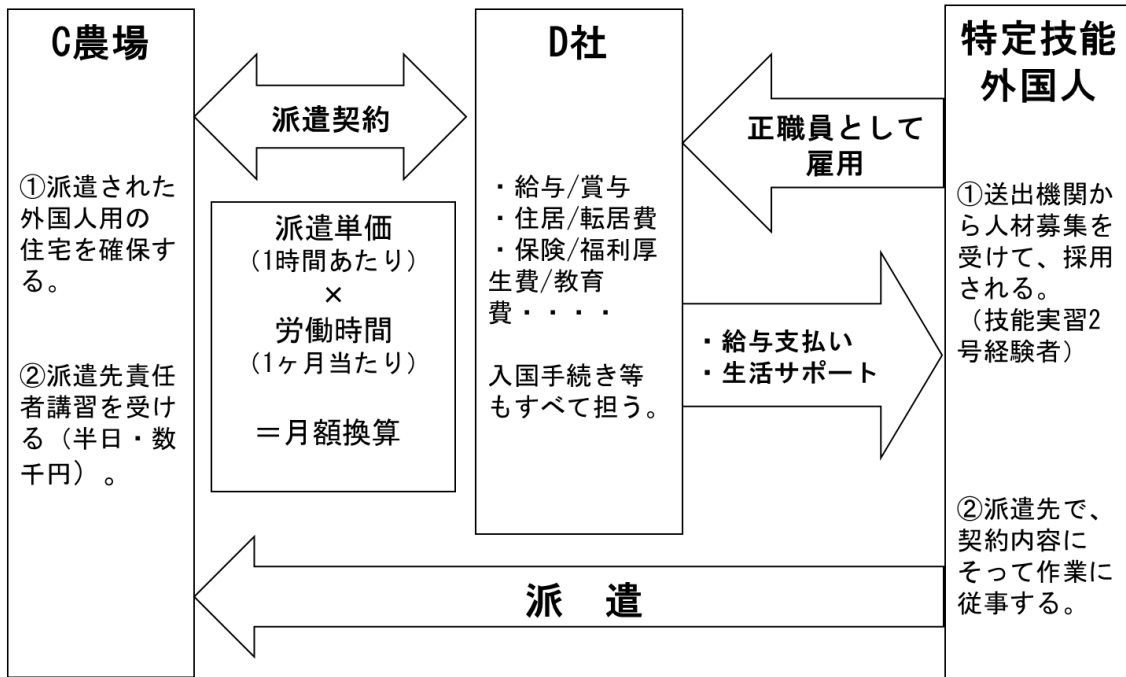 C農場
①派遣された
外国人用の
住宅を確保す
る。
②派遣先責任
者講習を受け
る（半日・数
千円）。
派遣契約
派遣単価
（1時間あたり）
×
労働時間
（1ヶ月当たり）
＝月額換算
D社
・給与/賞与
・住居/転居費
・保険/福利厚
生費/教育
費・・・・
入国手続き等
もすべて担う。
正職員として
雇用
・給与支払い
・生活サポート
特定技能
外国人
①送出機関か
ら人材募集を
受けて、採用
される。
（技能実習2
号経験者）
②派遣先で、
契約内容に
そって作業に
従事する。
派　遣